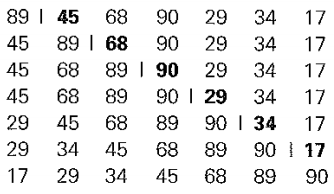 89 | 45 68 90 29 34 17
45 89 | 68 90 29 34 17
45 68 89 | 90 29 34 17
45 68 89 90 | 29 34 17
29 45 68 89 90 | 34 17
29 34 45 68 89 90 | 17
17 29 34 45 68 89 90